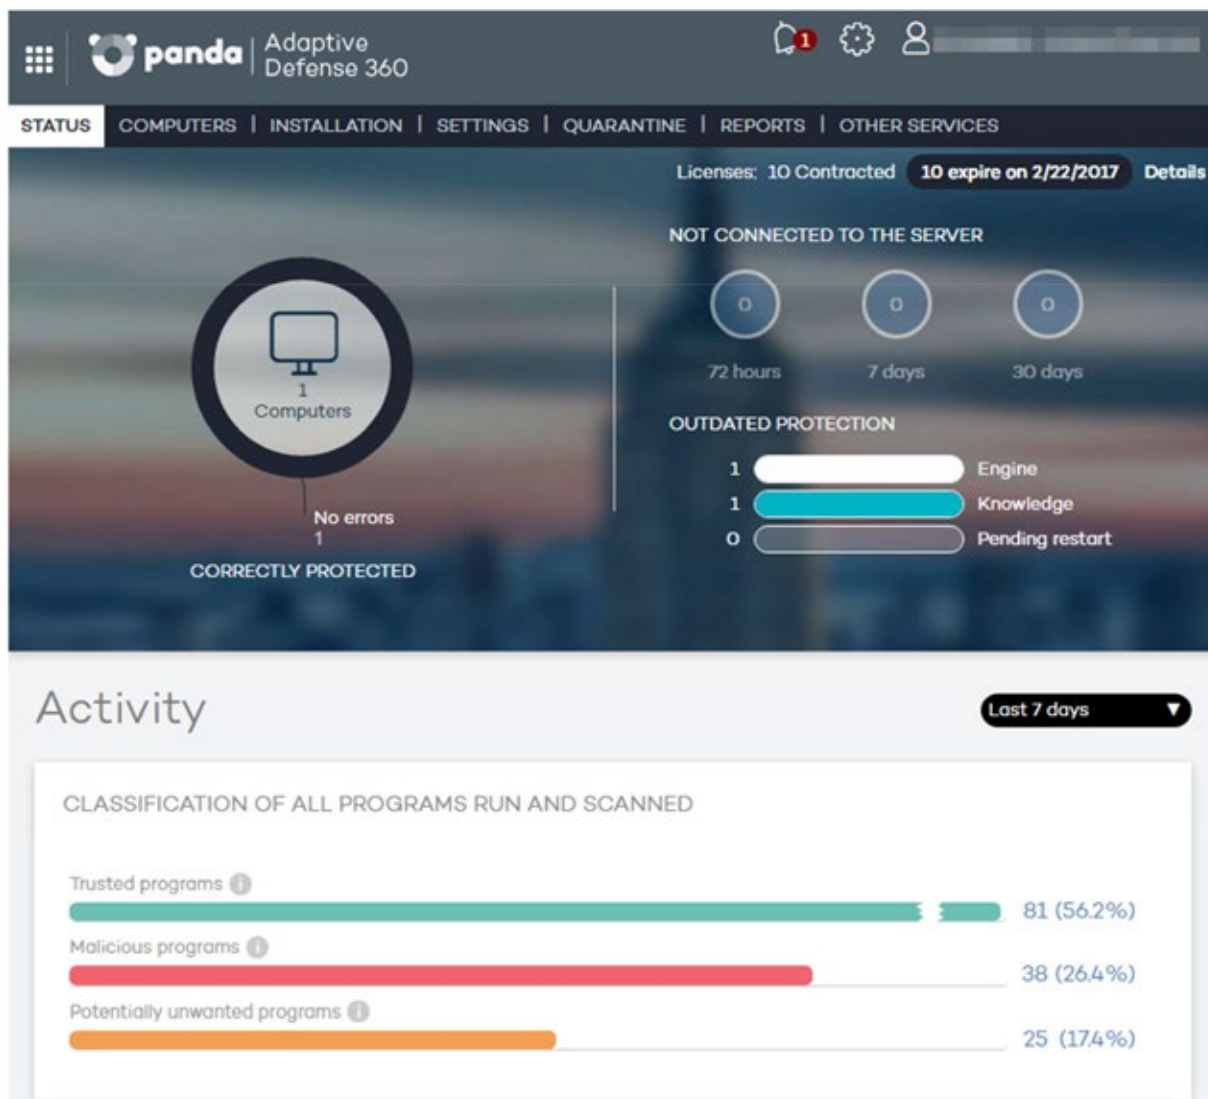 panda
Adaptive
Defense 360
1
STATUS COMPUTERS | INSTALLATION | SETTINGS | QUARANTINE | REPORTS | OTHER SERVICES
Licenses: 10 Contracted 10 expire on 2/22/2017 Details
NOT CONNECTED TO THE SERVER
0 0 0
72 hours 7 days 30 days
1
Computers
No errors
1
CORRECTLY PROTECTED
OUTDATED PROTECTION
1 Engine
1 Knowledge
0 Pending restart
Activity
Last 7 days
CLASSIFICATION OF ALL PROGRAMS RUN AND SCANNED
Trusted programs
81 (56.2%)
Malicious programs
38 (26.4%)
Potentially unwanted programs
25 (17.4%)